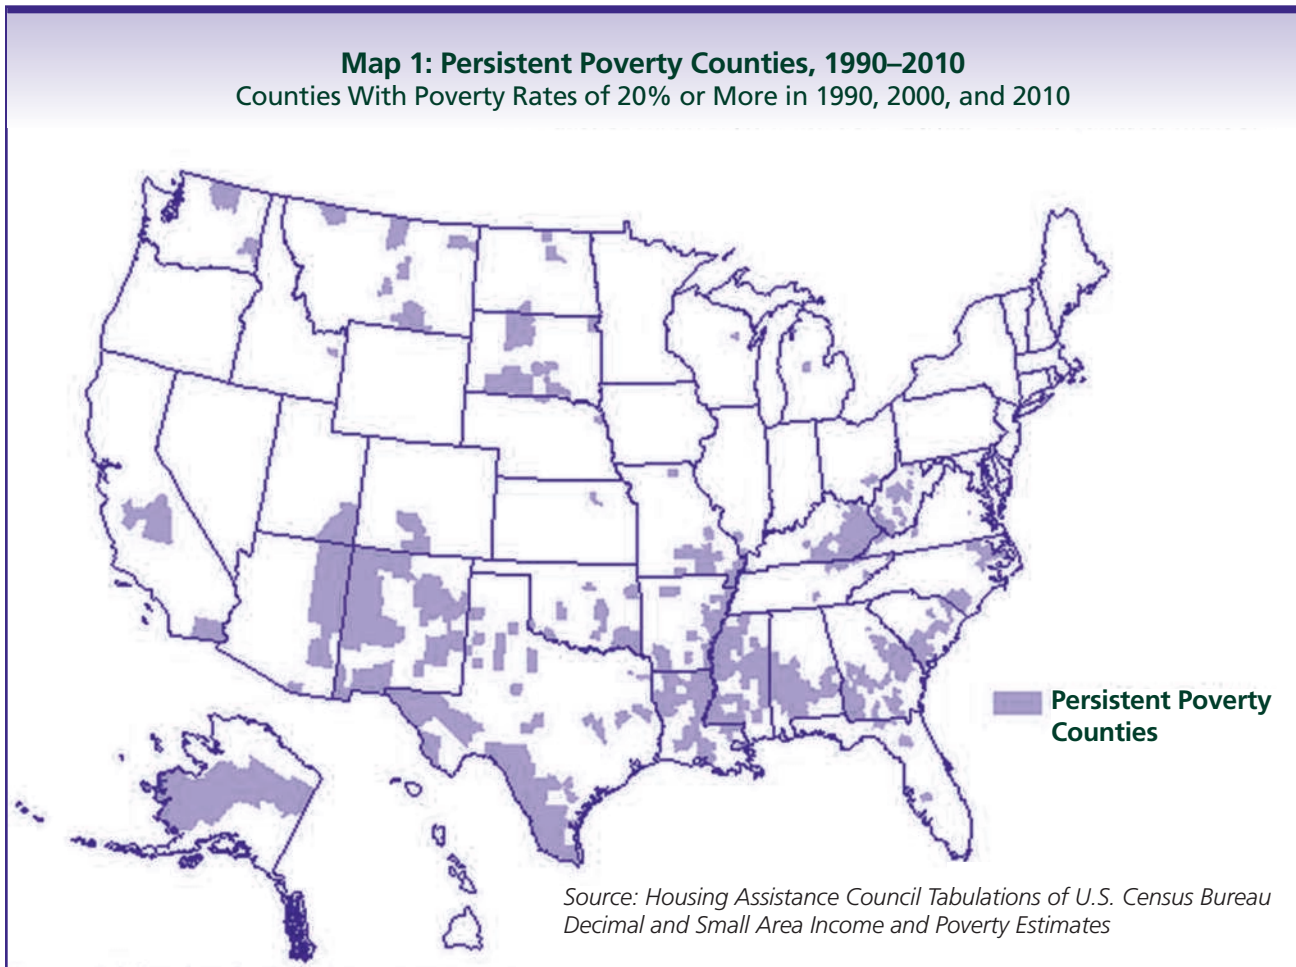 Map 1: Persistent Poverty Counties, 1990–2010
Counties With Poverty Rates of 20% or More in 1990, 2000, and 2010
Persistent Poverty
Counties
Source: Housing Assistance Council Tabulations of U.S. Census Bureau
Decimal and Small Area Income and Poverty Estimates